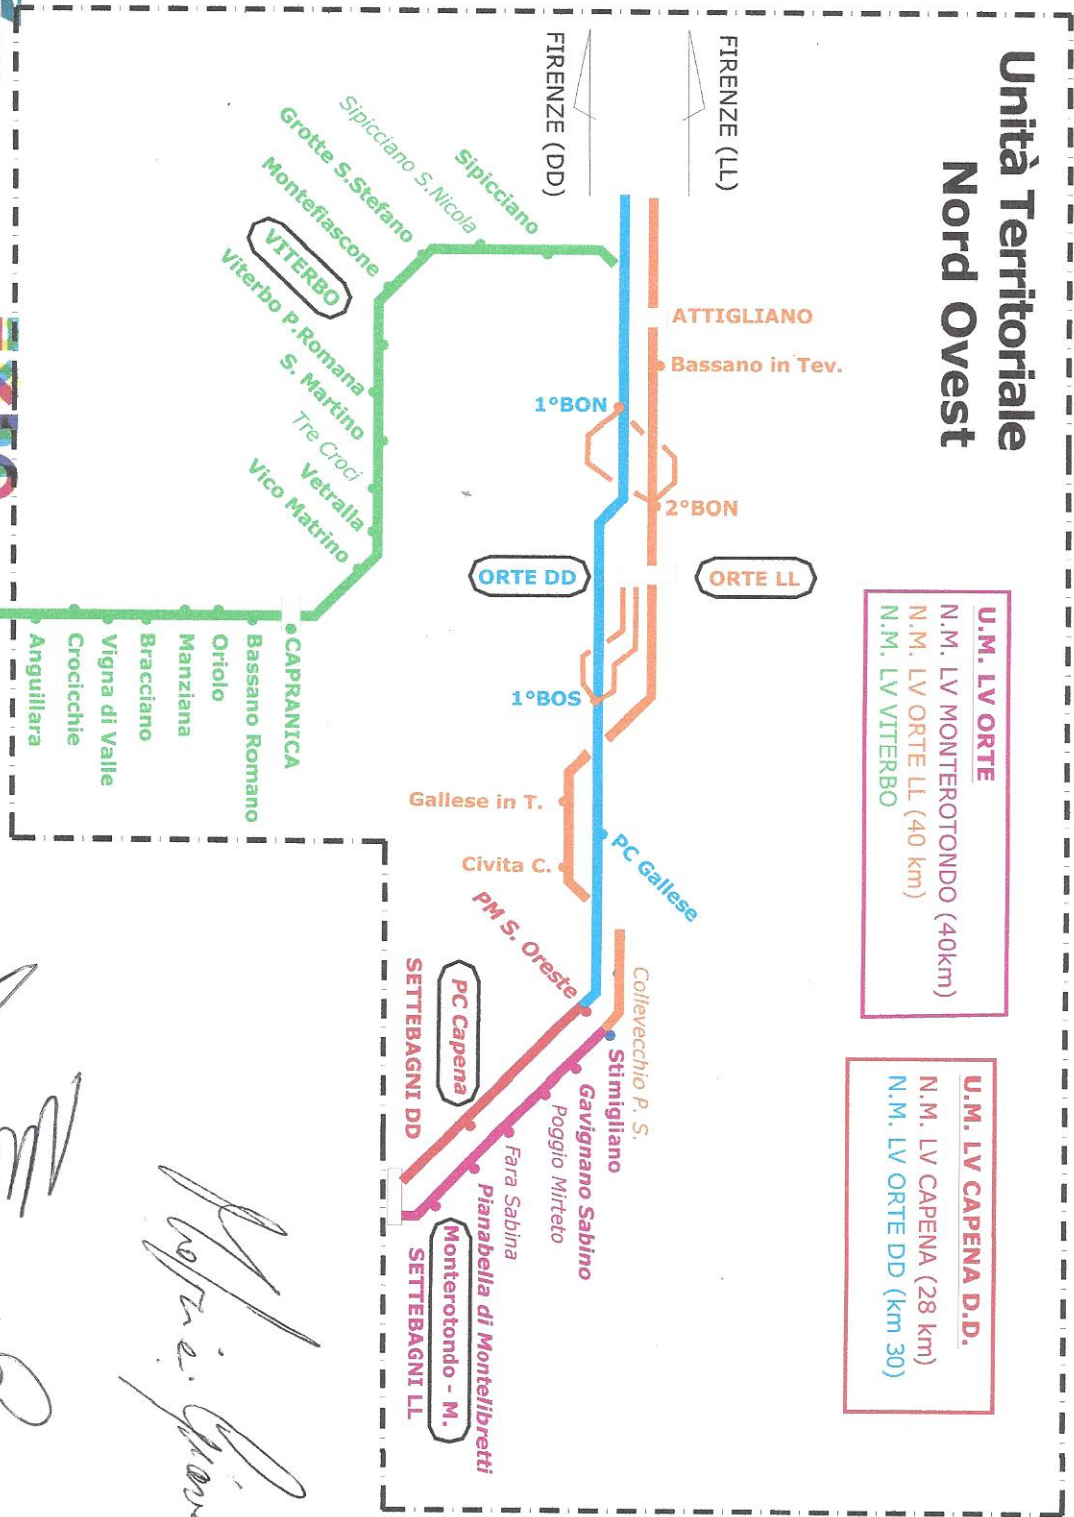 Unità Territoriale
Nord Ovest
FIRENZE (LL)
FIRENZE (DD)
U.M. LV ORTE
N.M. LV MONTEROTONDO (40km)
N.M. LV ORTE LL (40 km)
N.M. LV VITERBO
U.M. LV CAPENA D.D.
N.M. LV CAPENA (28 km)
N.M. LV ORTE DD (km 30)
ATTIGLIANO
Bassano in Tev.
1°BON
2°BON
ORTE DD
ORTE LL
1°BOS
Gallese in T.
Civita C.
PC Gallese
PM S. Oreste
Collevecchio P. S.
Stimigliano
Gavignano Sabino
Poggio Mirteto
Fara Sabina
Pianabella di Montelibretti
Monterotondo - M.
SETTEBAGNI LL
PC Capena
SETTEBAGNI DD
Sipicciano
Sipicciano S.Nicola
Grotte S.Stefano
Montefiascone
VITERBO
Viterbo P.Romana
S. Martino
Tre Croci
Vetralla
Vico Matrino
CAPRANICA
Bassano Romano
Oriolo
Manziana
Bracciano
Vigna di Valle
Crocicchie
Anguillara